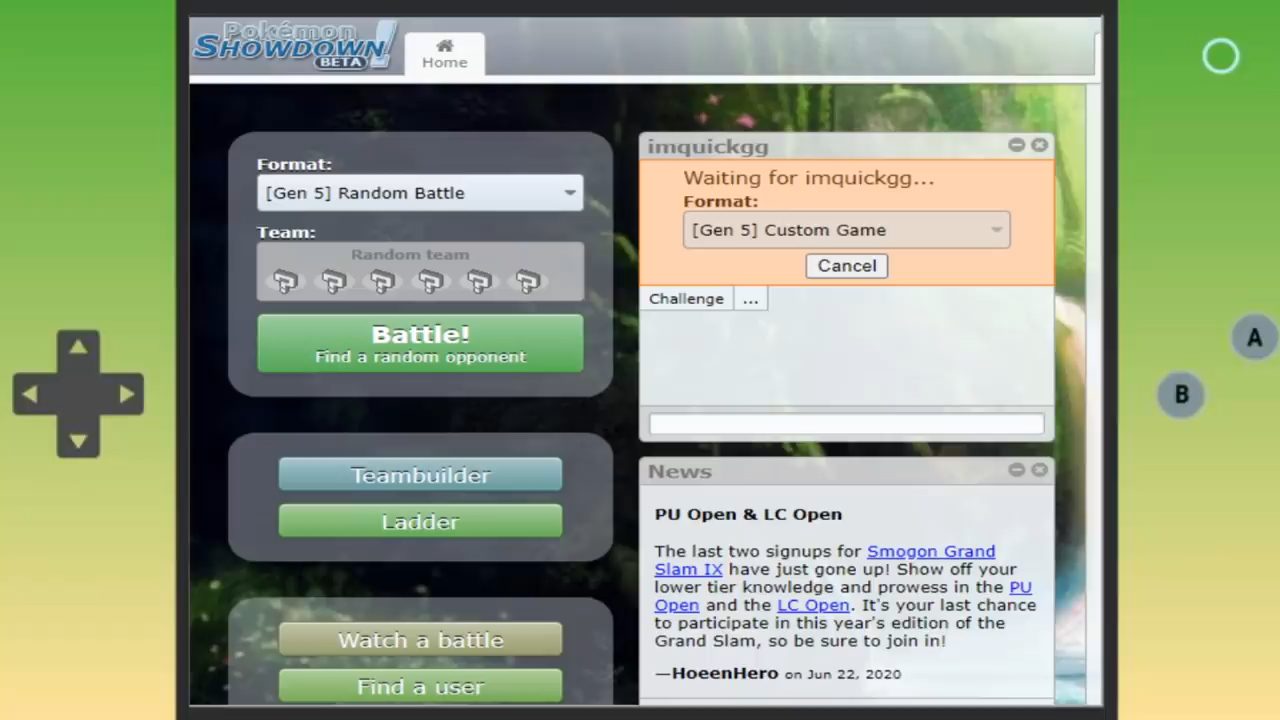 Pokémon
SHOWDOWN!
BETA
Home
Format:
[Gen 5] Random Battle
Team:
Random team
Battle!
Find a random opponent
Teambuilder
Ladder
Watch a battle
Find a user
imquickgg
Waiting for imquickgg...
Format:
[Gen 5] Custom Game
Cancel
Challenge
...
News
PU Open & LC Open
The last two signups for Smogon Grand
Slam IX have just gone up! Show off your
lower tier knowledge and prowess in the PU
Open and the LC Open. It's your last chance
to participate in this year's edition of the
Grand Slam, so be sure to join in!
—HoeenHero on Jun 22, 2020
A
B